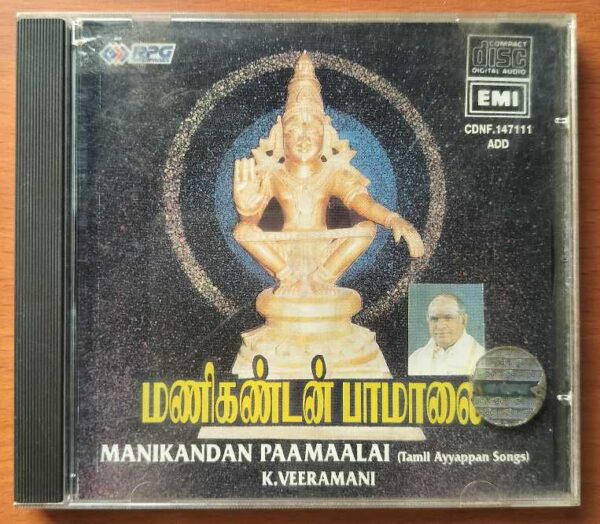 RPG
COMPACT
disc
DIGITAL AUDIO
EMI
CDNF.147111
ADD
மணிகண்டன் பாமாலை
MANIKANDAN PAAMAALAI (Tamil Ayyappan Songs)
K.VEERAMANI